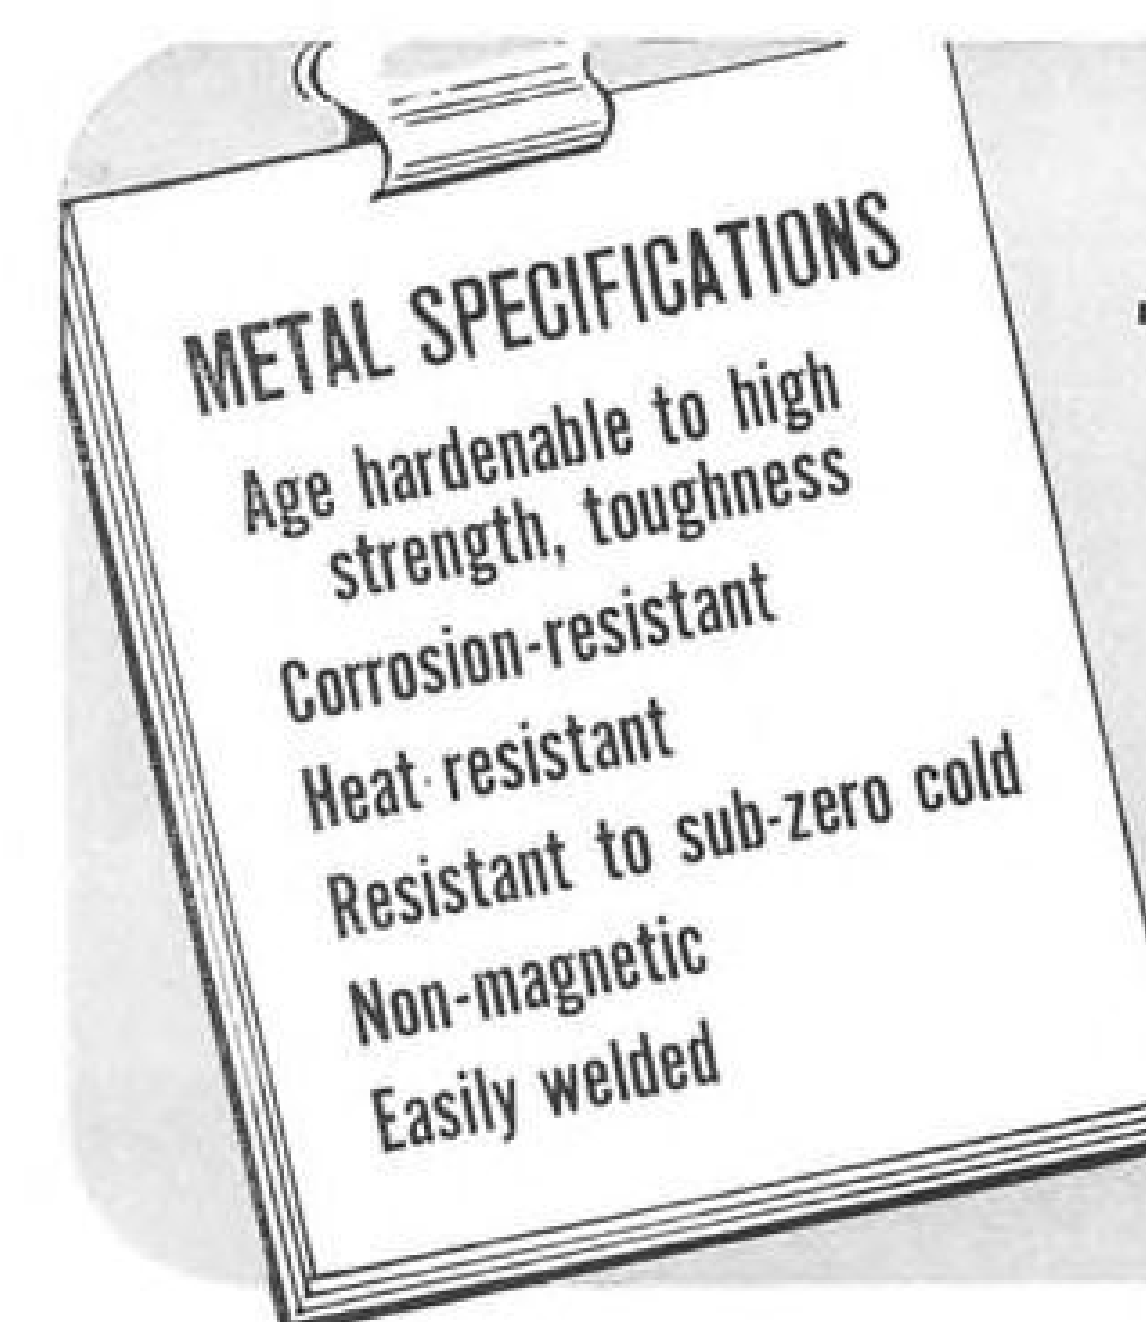 METAL SPECIFICATIONS
Age hardenable to high
strength, toughness
Corrosion-resistant
Heat resistant
Resistant to sub-zero cold
Non-magnetic
Easily welded